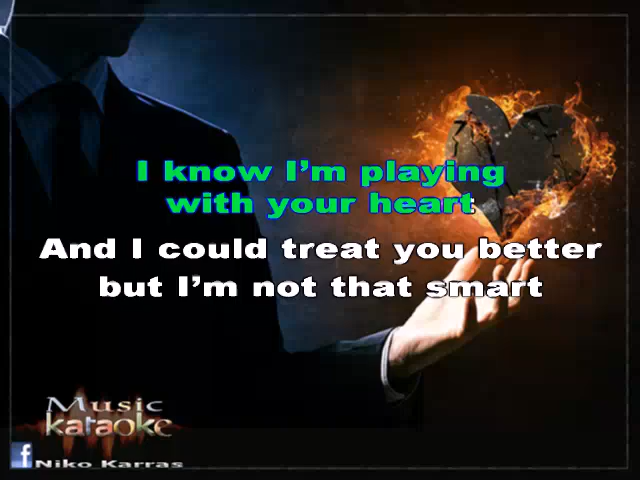 I know I'm playing
with your heart
And I could treat you better
but I'm not that smart
Music
karaoke
f Niko Karras